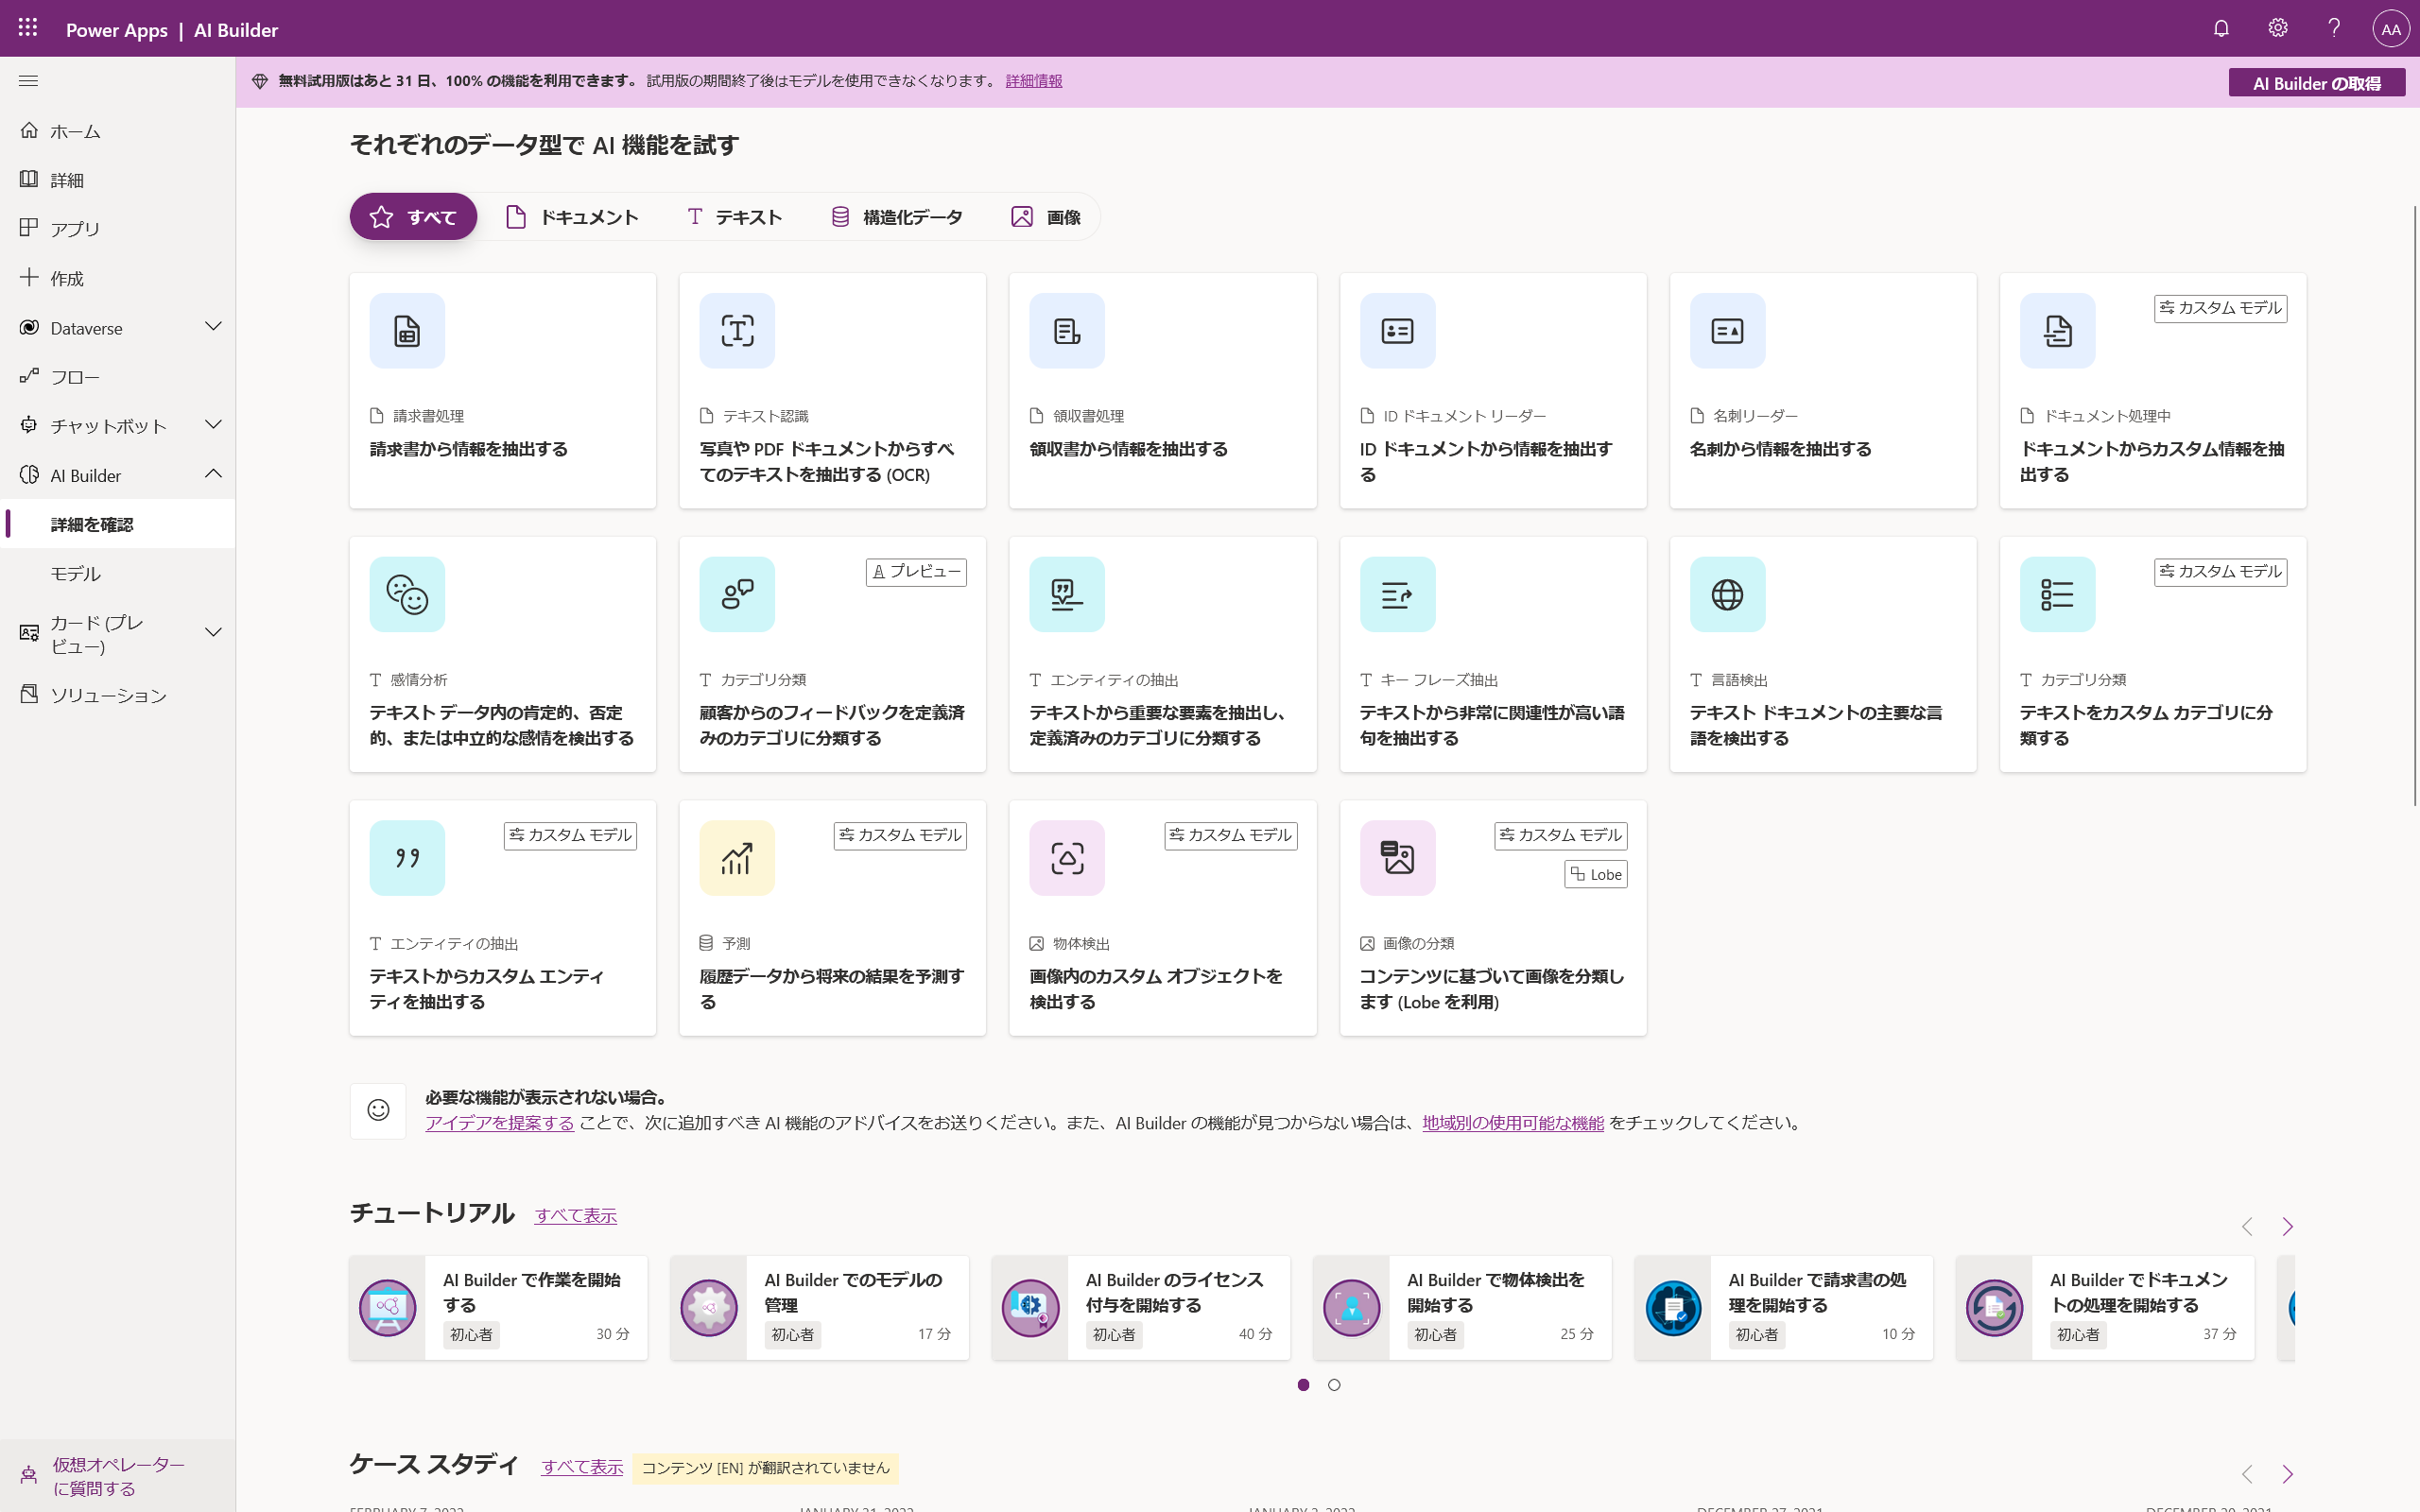 Power Apps | AI Builder
AA
無料試用版はあと 31 日、100% の機能を利用できます。 試用版の期間終了後はモデルを使用できなくなります。 詳細情報
AI Builder の取得
ホーム
詳細
アプリ
作成
Dataverse
フロー
チャットボット
AI Builder
詳細を確認
モデル
カード (プレ
ビュー)
ソリューション
仮想オペレーター
に質問する
それぞれのデータ型で AI 機能を試す
すべて
ドキュメント
テキスト
構造化データ
画像
請求書処理
請求書から情報を抽出する
テキスト認識
写真や PDF ドキュメントからすべ
てのテキストを抽出する (OCR)
領収書処理
領収書から情報を抽出する
ID ドキュメント リーダー
ID ドキュメントから情報を抽出す
る
名刺リーダー
名刺から情報を抽出する
カスタム モデル
ドキュメント処理中
ドキュメントからカスタム情報を抽
出する
感情分析
テキスト データ内の肯定的、否定
的、または中立的な感情を検出する
プレビュー
カテゴリ分類
顧客からのフィードバックを定義済
みのカテゴリに分類する
エンティティの抽出
テキストから重要な要素を抽出し、
定義済みのカテゴリに分類する
キー フレーズ抽出
テキストから非常に関連性が高い語
句を抽出する
言語検出
テキスト ドキュメントの主要な言
語を検出する
カスタム モデル
カテゴリ分類
テキストをカスタム カテゴリに分
類する
カスタム モデル
エンティティの抽出
テキストからカスタム エンティ
ティを抽出する
カスタム モデル
予測
履歴データから将来の結果を予測す
る
カスタム モデル
物体検出
画像内のカスタム オブジェクトを
検出する
カスタム モデル
Lobe
画像の分類
コンテンツに基づいて画像を分類し
ます (Lobe を利用)
必要な機能が表示されない場合。
アイデアを提案する ことで、次に追加すべき AI 機能のアドバイスをお送りください。また、AI Builder の機能が見つからない場合は、地域別の使用可能な機能 をチェックしてください。
チュートリアル すべて表示
AI Builder で作業を開始
する
初心者 30 分
AI Builder でのモデルの
管理
初心者 17 分
AI Builder のライセンス
付与を開始する
初心者 40 分
AI Builder で物体検出を
開始する
初心者 25 分
AI Builder で請求書の処
理を開始する
初心者 10 分
AI Builder でドキュメン
トの処理を開始する
初心者 37 分
ケース スタディ すべて表示 コンテンツ [EN] が翻訳されていません
FEBRUARY 7, 2022
JANUARY 31, 2022
JANUARY 3, 2022
DECEMBER 27, 2021
DECEMBER 20, 2021